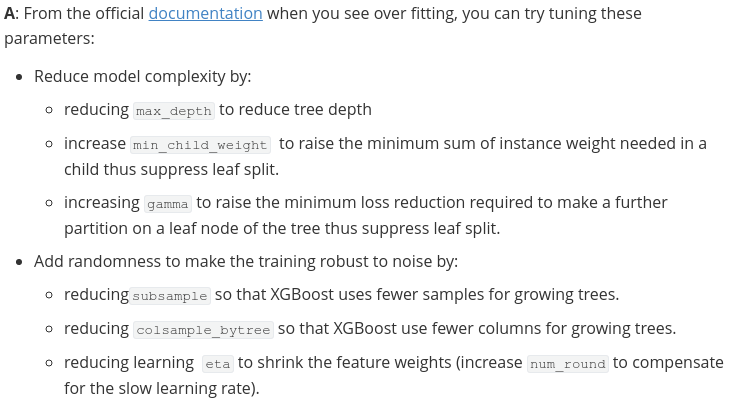 A: From the official documentation when you see over fitting, you can try tuning these
parameters:
• Reduce model complexity by:
◦ reducing max_depth to reduce tree depth
◦ increase min_child_weight to raise the minimum sum of instance weight needed in a
child thus suppress leaf split.
◦ increasing gamma to raise the minimum loss reduction required to make a further
partition on a leaf node of the tree thus suppress leaf split.
• Add randomness to make the training robust to noise by:
◦ reducing subsample so that XGBoost uses fewer samples for growing trees.
◦ reducing colsample_bytree so that XGBoost use fewer columns for growing trees.
◦ reducing learning eta to shrink the feature weights (increase num_round to compensate
for the slow learning rate).